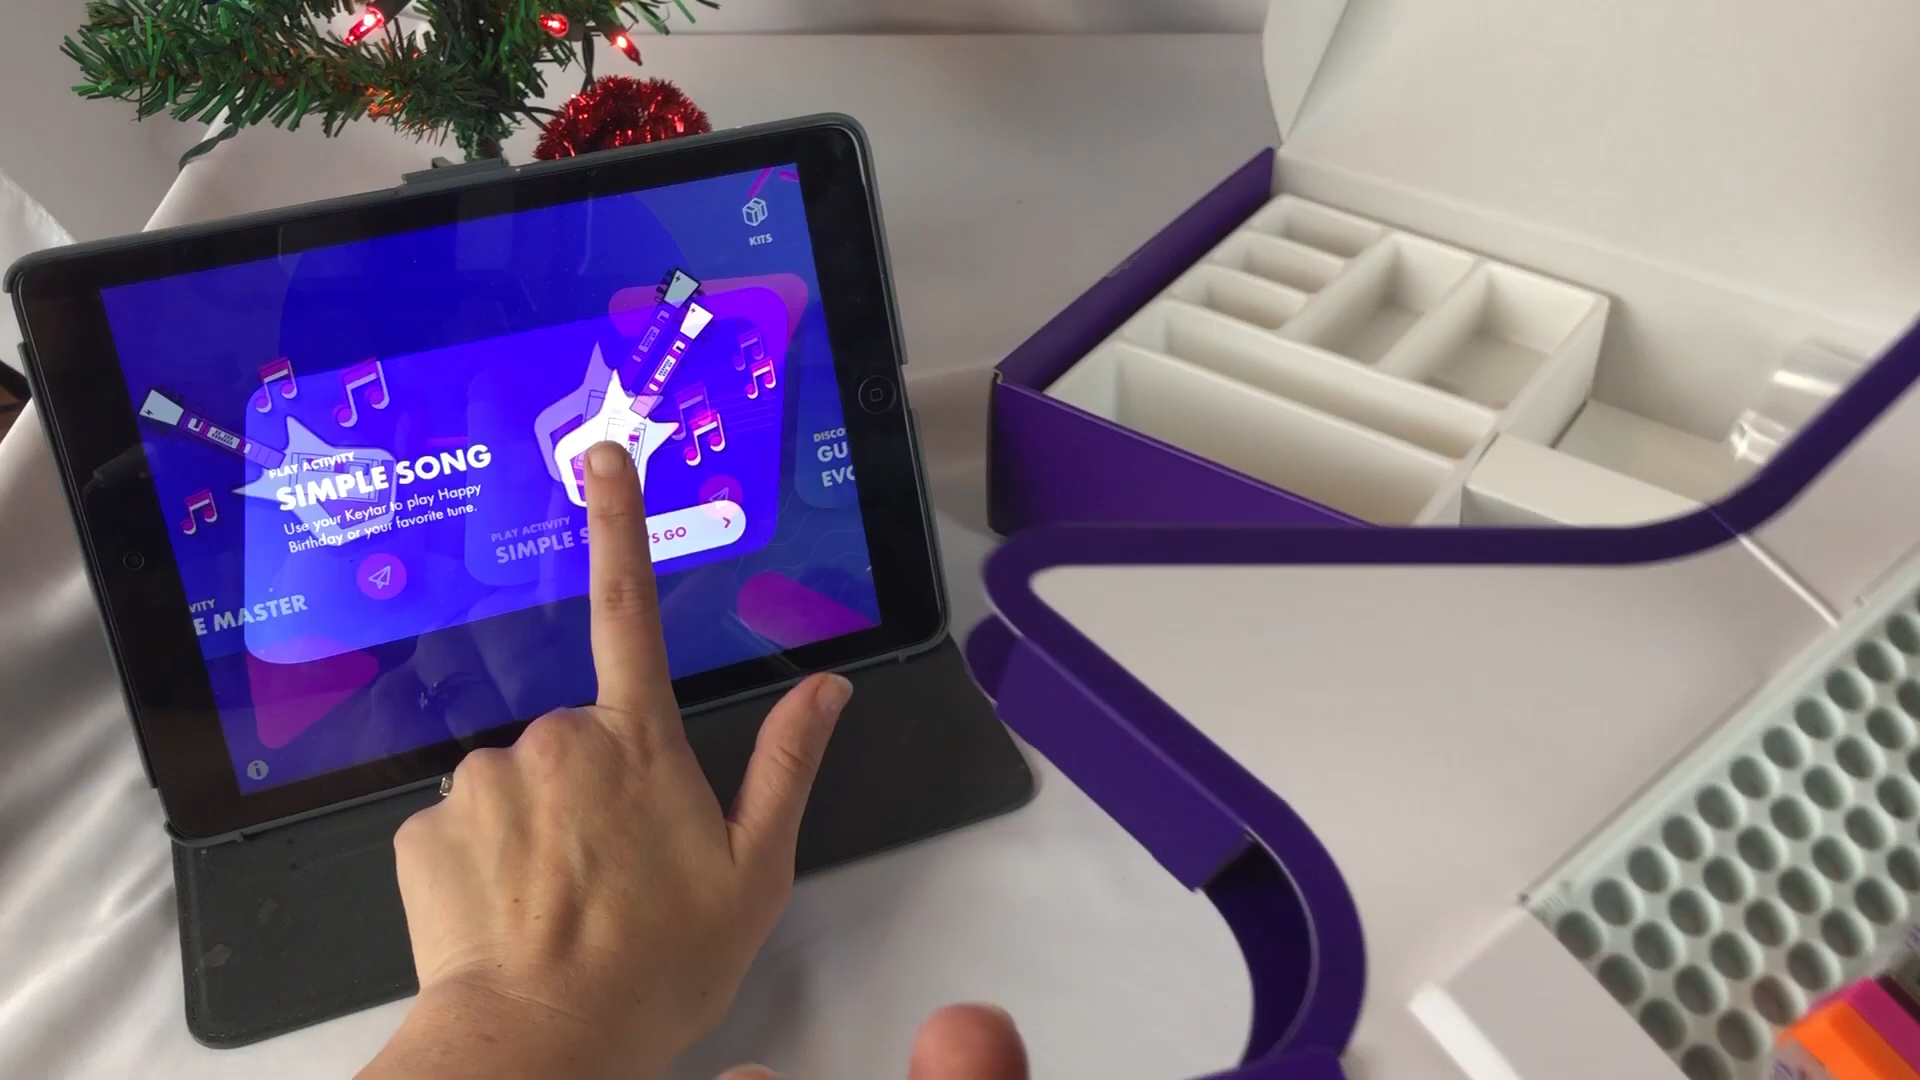 KITS
PLAY ACTIVITY
SIMPLE SONG
Use your Keytar to play Happy
Birthday or your favorite tune.
PLAY ACTIVITY
SIMPLE S
'S GO
DISCO
GU
EVO
VITY
E MASTER